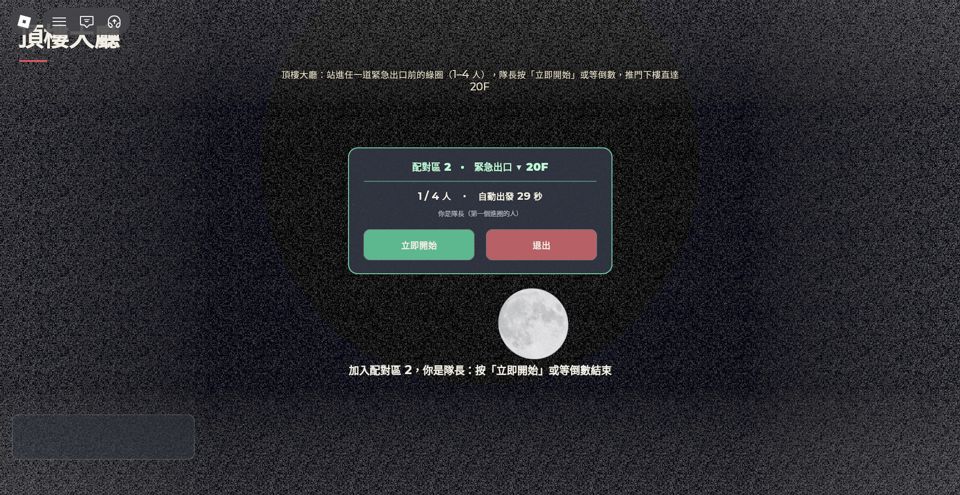 頂樓大廳
頂樓大廳：站進任一道緊急出口前的綠圈（1–4 人），隊長按「立即開始」或等倒數，推門下樓直達
20F
配對區 2 • 緊急出口 ▼ 20F
1 / 4 人 • 自動出發 29 秒
你是隊長（第一個進圈的人）
立即開始
退出
加入配對區 2，你是隊長：按「立即開始」或等倒數結束